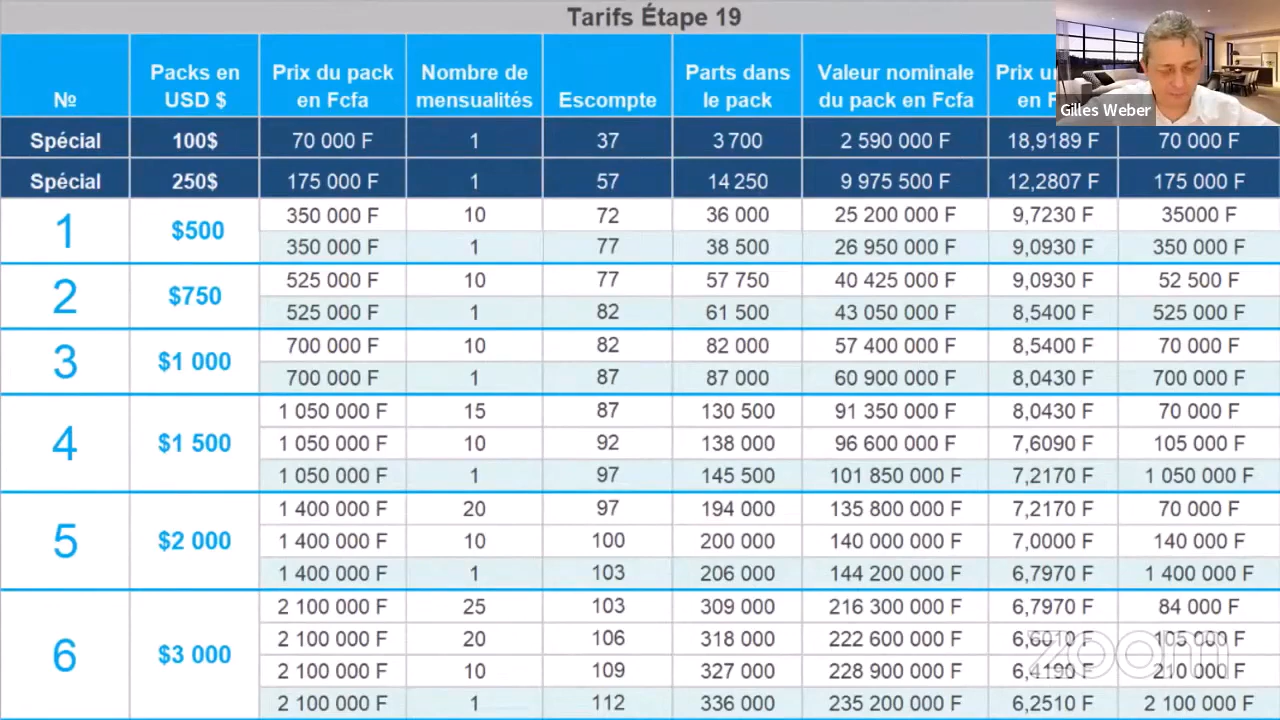 Tarifs Étape 19
№ Packs en USD $ Prix du pack en Fcfa Nombre de mensualités Escompte Parts dans le pack Valeur nominale du pack en Fcfa Prix en
Gilles Weber
Spécial 100$ 70 000 F 1 37 3 700 2 590 000 F 18,9189 F 70 000 F
Spécial 250$ 175 000 F 1 57 14 250 9 975 500 F 12,2807 F 175 000 F
1 $500 350 000 F 10 72 36 000 25 200 000 F 9,7230 F 35000 F
350 000 F 1 77 38 500 26 950 000 F 9,0930 F 350 000 F
2 $750 525 000 F 10 77 57 750 40 425 000 F 9,0930 F 52 500 F
525 000 F 1 82 61 500 43 050 000 F 8,5400 F 525 000 F
3 $1 000 700 000 F 10 82 82 000 57 400 000 F 8,5400 F 70 000 F
700 000 F 1 87 87 000 60 900 000 F 8,0430 F 700 000 F
4 $1 500 1 050 000 F 15 87 130 500 91 350 000 F 8,0430 F 70 000 F
1 050 000 F 10 92 138 000 96 600 000 F 7,6090 F 105 000 F
1 050 000 F 1 97 145 500 101 850 000 F 7,2170 F 1 050 000 F
5 $2 000 1 400 000 F 20 97 194 000 135 800 000 F 7,2170 F 70 000 F
1 400 000 F 10 100 200 000 140 000 000 F 7,0000 F 140 000 F
1 400 000 F 1 103 206 000 144 200 000 F 6,7970 F 1 400 000 F
6 $3 000 2 100 000 F 25 103 309 000 216 300 000 F 6,7970 F 84 000 F
2 100 000 F 20 106 318 000 222 600 000 F 6,6010 F 105 000 F
2 100 000 F 10 109 327 000 228 900 000 F 6,4190 F 210 000 F
2 100 000 F 1 112 336 000 235 200 000 F 6,2510 F 2 100 000 F
zoom